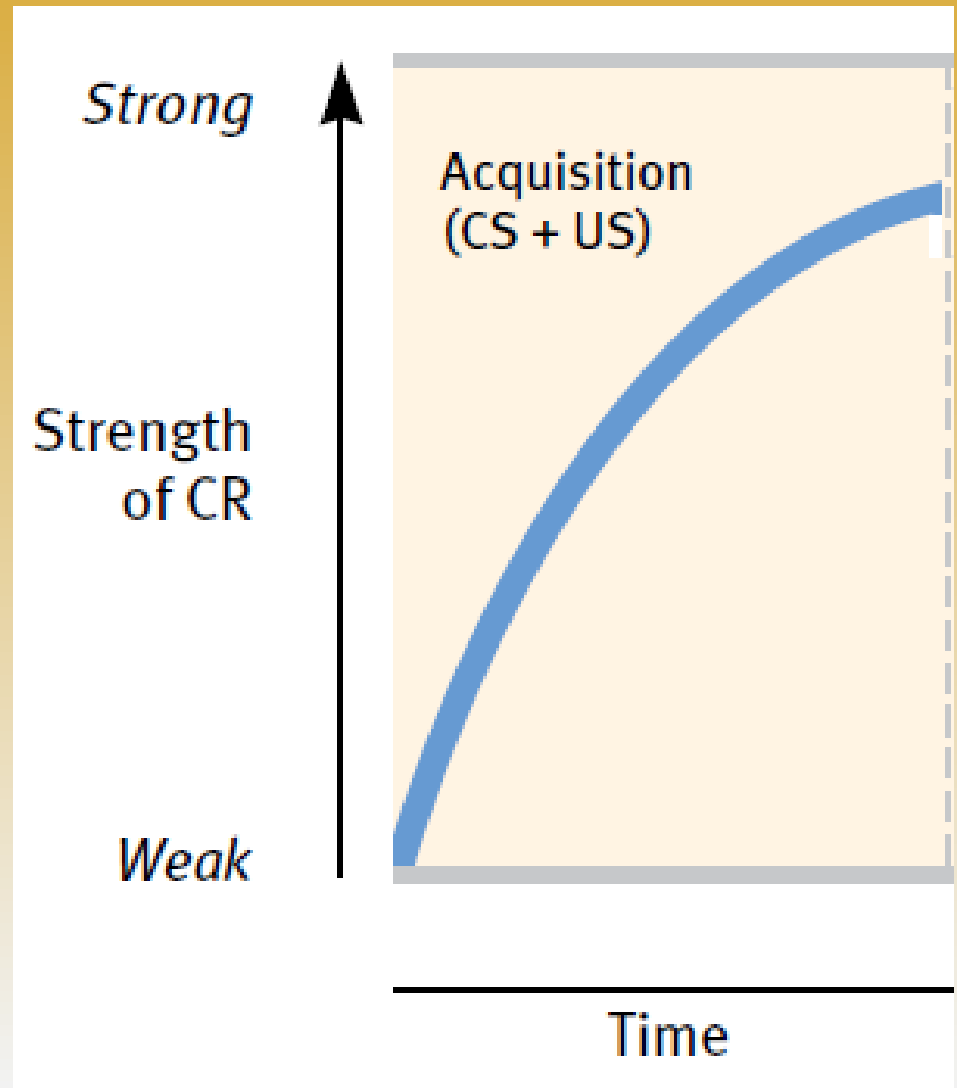 Strong
Acquisition
(CS + US)
Strength
of CR
Weak
Time